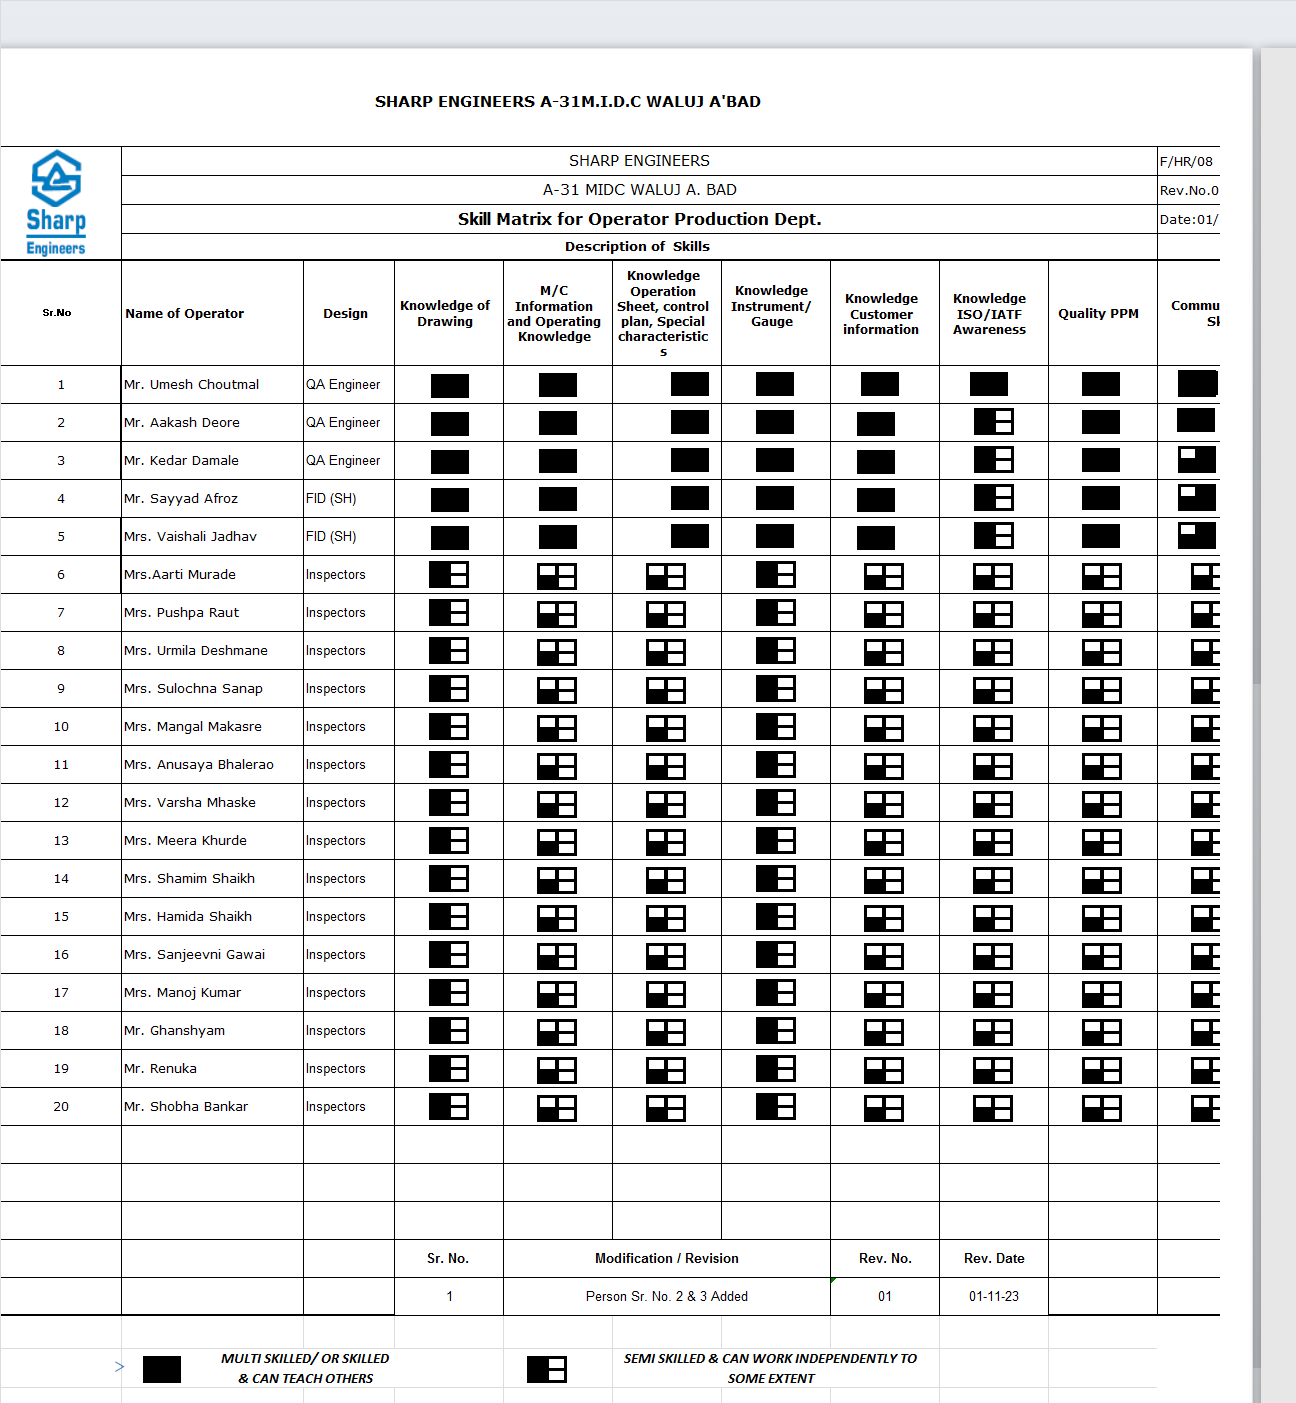 SHARP ENGINEERS A-31M.I.D.C WALUJ A'BAD
Sharp
Engineers
SHARP ENGINEERS
F/HR/08
A-31 MIDC WALUJ A. BAD
Rev.No.0
Skill Matrix for Operator Production Dept.
Date:01/
Description of Skills
Sr.No
Name of Operator
Design
Knowledge of
Drawing
M/C
Information
and Operating
Knowledge
Knowledge
Operation
Sheet, control
plan, Special
characteristic
s
Knowledge
Instrument/
Gauge
Knowledge
Customer
information
Knowledge
ISO/IATF
Awareness
Quality PPM
Commu
Sk
1 Mr. Umesh Choutmal QA Engineer
2 Mr. Aakash Deore QA Engineer
3 Mr. Kedar Damale QA Engineer
4 Mr. Sayyad Afroz FID (SH)
5 Mrs. Vaishali Jadhav FID (SH)
6 Mrs.Aarti Murade Inspectors
7 Mrs. Pushpa Raut Inspectors
8 Mrs. Urmila Deshmane Inspectors
9 Mrs. Sulochna Sanap Inspectors
10 Mrs. Mangal Makasre Inspectors
11 Mrs. Anusaya Bhalerao Inspectors
12 Mrs. Varsha Mhaske Inspectors
13 Mrs. Meera Khurde Inspectors
14 Mrs. Shamim Shaikh Inspectors
15 Mrs. Hamida Shaikh Inspectors
16 Mrs. Sanjeevni Gawai Inspectors
17 Mrs. Manoj Kumar Inspectors
18 Mr. Ghanshyam Inspectors
19 Mr. Renuka Inspectors
20 Mr. Shobha Bankar Inspectors
Sr. No. Modification / Revision Rev. No. Rev. Date
1 Person Sr. No. 2 & 3 Added 01 01-11-23
MULTI SKILLED/ OR SKILLED
& CAN TEACH OTHERS
SEMI SKILLED & CAN WORK INDEPENDENTLY TO
SOME EXTENT